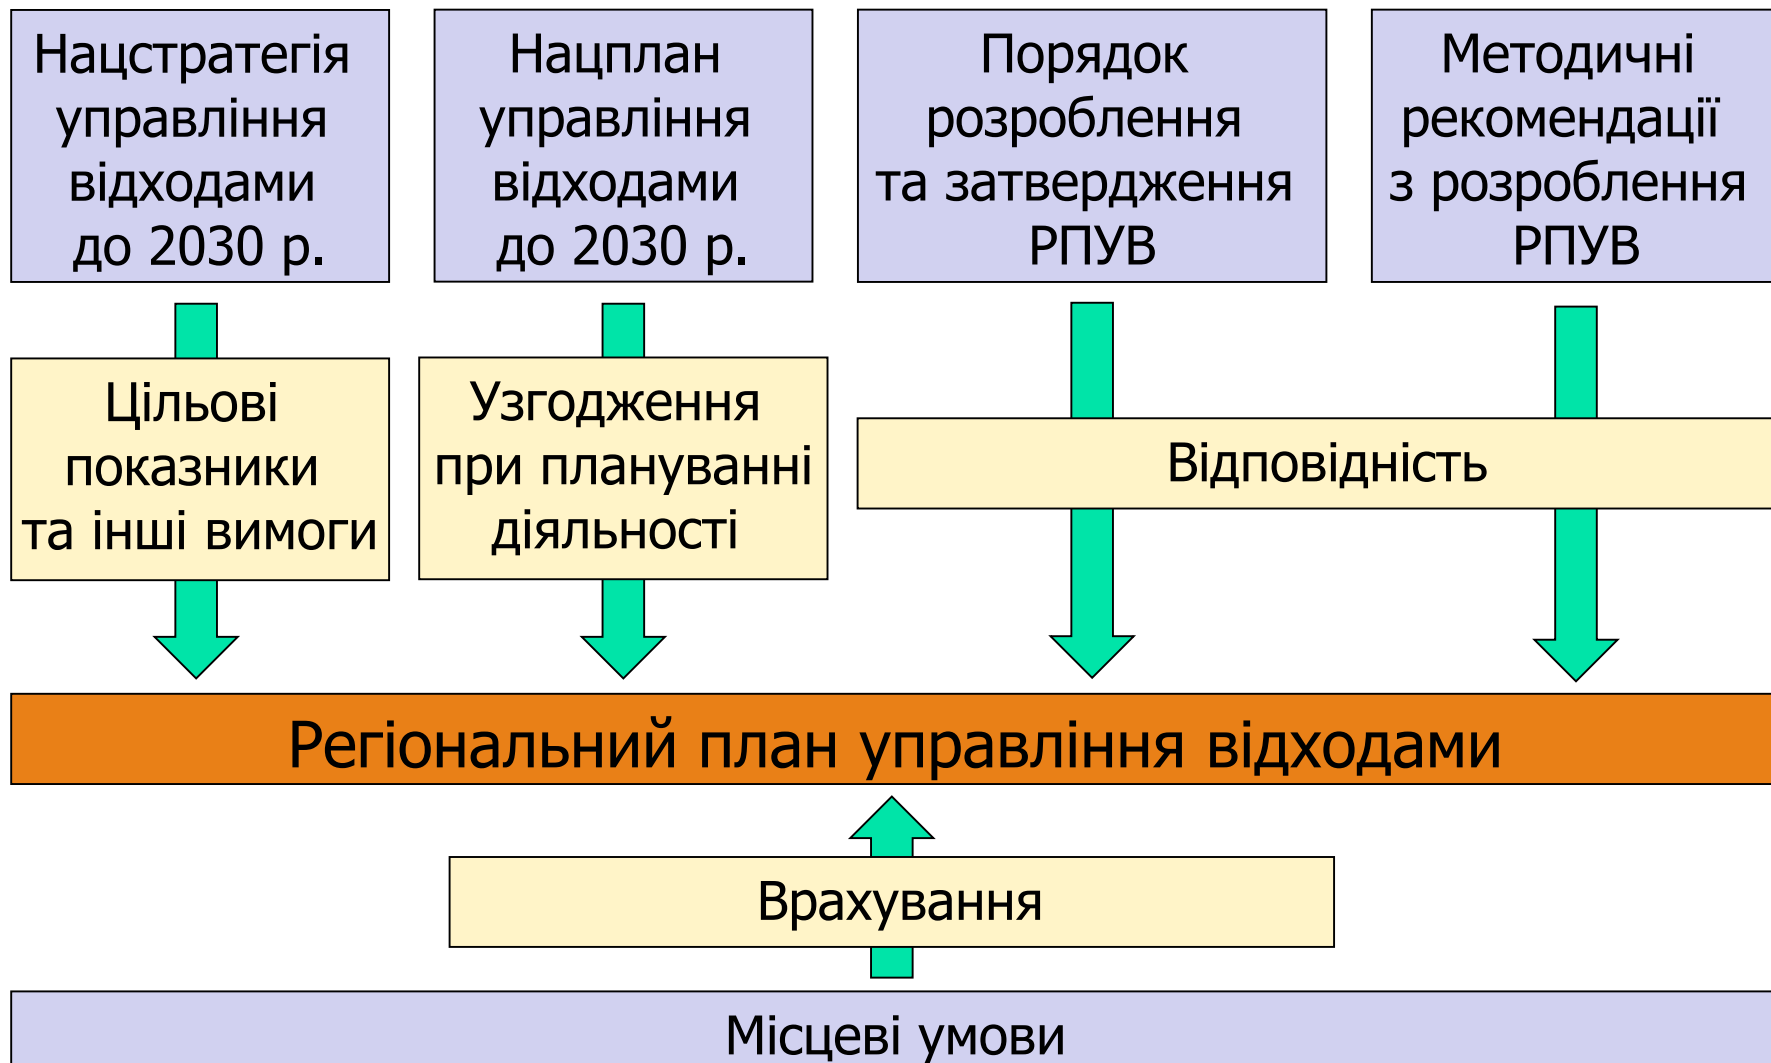 Нацстратегія
управління
відходами
до 2030 р.
Нацплан
управління
відходами
до 2030 р.
Порядок
розроблення
та затвердження
РПУВ
Методичні
рекомендації
з розроблення
РПУВ
Цільові
показники
та інші вимоги
Узгодження
при плануванні
діяльності
Відповідність
Регіональний план управління відходами
Врахування
Місцеві умови